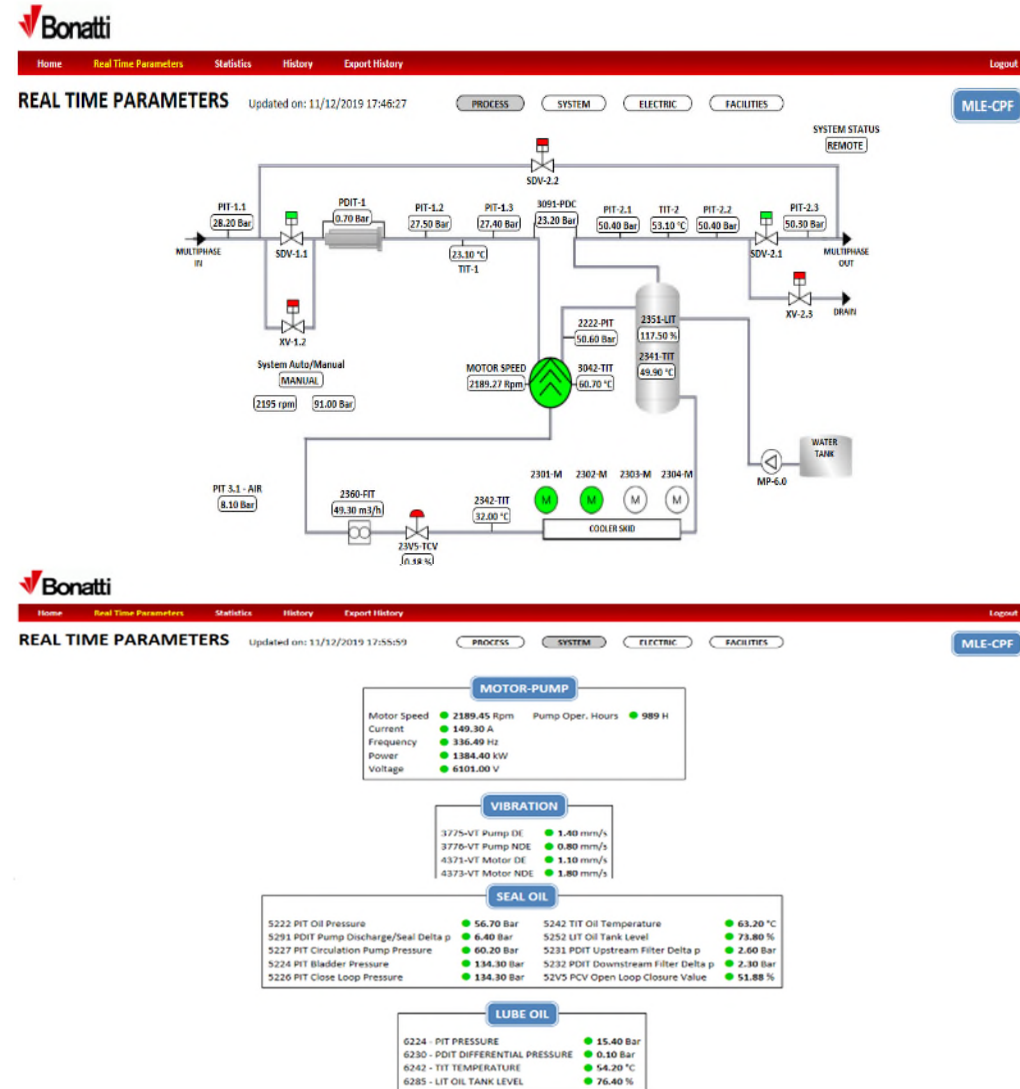 Bonatti
Home Real Time Parameters Statistics History Export History Logout
REAL TIME PARAMETERS Updated on: 11/12/2019 17:46:27 PROCESS SYSTEM ELECTRIC FACILITIES MLE-CPF
SYSTEM STATUS
REMOTE
SDV-2.2
PIT-1.1
28.20 Bar
PDIT-1
0.70 Bar
PIT-1.2
27.50 Bar
PIT-1.3
27.40 Bar
3091-PDC
23.20 Bar
PIT-2.1
50.40 Bar
TIT-2
53.10 °C
PIT-2.2
50.40 Bar
PIT-2.3
50.30 Bar
MULTIPHASE
IN
SDV-1.1
23.10 °C
TIT-1
SDV-2.1
MULTIPHASE
OUT
XV-1.2
XV-2.3
DRAIN
2222-PIT
50.60 Bar
2351-LIT
117.50 %
2341-TIT
49.90 °C
System Auto/Manual
MANUAL
2195 rpm 91.00 Bar
MOTOR SPEED
2189.27 Rpm
3042-TIT
60.70 °C
WATER
TANK
MP-6.0
PIT 3.1 - AIR
8.10 Bar
2360-FIT
49.30 m3/h
23V5-TCV
0.18 %
2342-TIT
32.00 °C
2301-M 2302-M 2303-M 2304-M
M M M M
COOLER SKID
Bonatti
Home Real Time Parameters Statistics History Export History Logout
REAL TIME PARAMETERS Updated on: 11/12/2019 17:55:59 PROCESS SYSTEM ELECTRIC FACILITIES MLE-CPF
MOTOR-PUMP
Motor Speed 2189.45 Rpm Pump Oper. Hours 989 H
Current 149.30 A
Frequency 336.49 Hz
Power 1384.40 kW
Voltage 6101.00 V
VIBRATION
3775-VT Pump DE 1.40 mm/s
3776-VT Pump NDE 0.80 mm/s
4371-VT Motor DE 1.10 mm/s
4373-VT Motor NDE 1.80 mm/s
SEAL OIL
5222 PIT Oil Pressure 56.70 Bar 5242 TIT Oil Temperature 63.20 °C
5291 PDIT Pump Discharge/Seal Delta p 6.40 Bar 5252 LIT Oil Tank Level 73.80 %
5227 PIT Circulation Pump Pressure 60.20 Bar 5231 PDIT Upstream Filter Delta p 2.60 Bar
5224 PIT Bladder Pressure 134.30 Bar 5232 PDIT Downstream Filter Delta p 2.30 Bar
5226 PIT Close Loop Pressure 134.30 Bar 52V5 PCV Open Loop Closure Value 51.88 %
LUBE OIL
6224 - PIT PRESSURE 15.40 Bar
6230 - PDIT DIFFERENTIAL PRESSURE 0.10 Bar
6242 - TIT TEMPERATURE 54.20 °C
6285 - LIT OIL TANK LEVEL 76.40 %